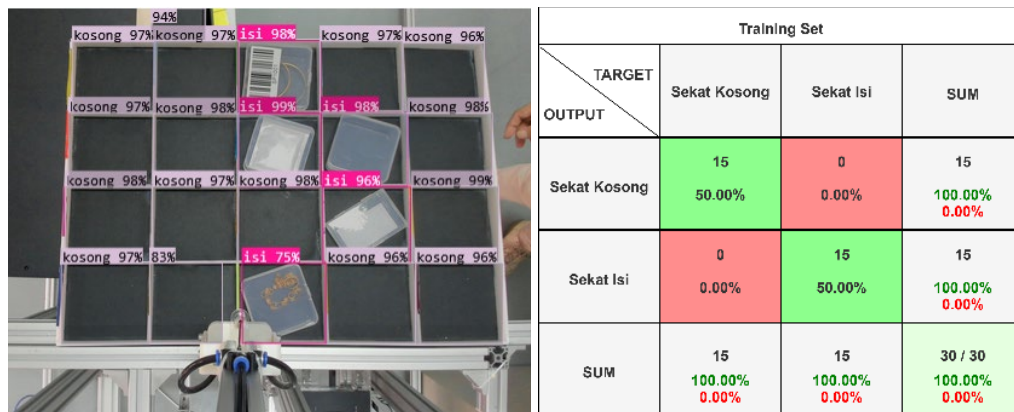 94%
kosong 97% kosong 97% isi 98% kosong 97% kosong 96%
kosong 97% kosong 98% isi 99% isi 98% kosong 98%
kosong 98% kosong 97% kosong 98% isi 96% kosong 99%
kosong 97% 83% isi 75% kosong 96% kosong 96%
Training Set
TARGET
OUTPUT
Sekat Kosong
Sekat Isi
SUM
Sekat Kosong
15
50.00%
0
0.00%
15
100.00%
0.00%
Sekat Isi
0
0.00%
15
50.00%
15
100.00%
0.00%
SUM
15
100.00%
0.00%
15
100.00%
0.00%
30 / 30
100.00%
0.00%